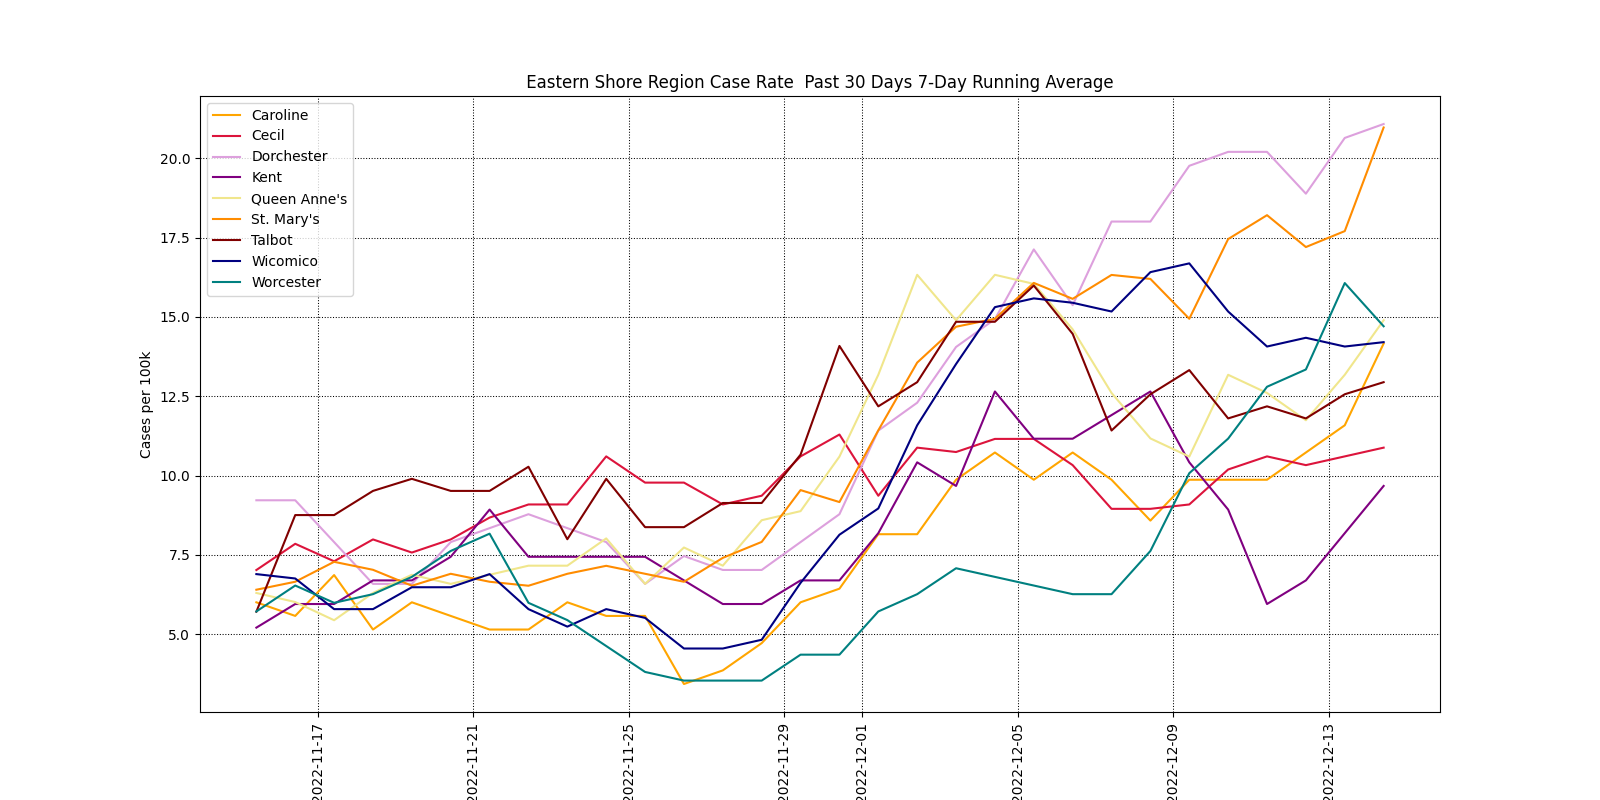 Eastern Shore Region Case Rate  Past 30 Days 7-Day Running Average
Caroline
Cecil
Dorchester
Kent
Queen Anne's
St. Mary's
Talbot
Wicomico
Worcester
Cases per 100k
20.0
17.5
15.0
12.5
10.0
7.5
5.0
2022-11-17
2022-11-21
2022-11-25
2022-11-29
2022-12-01
2022-12-05
2022-12-09
2022-12-13